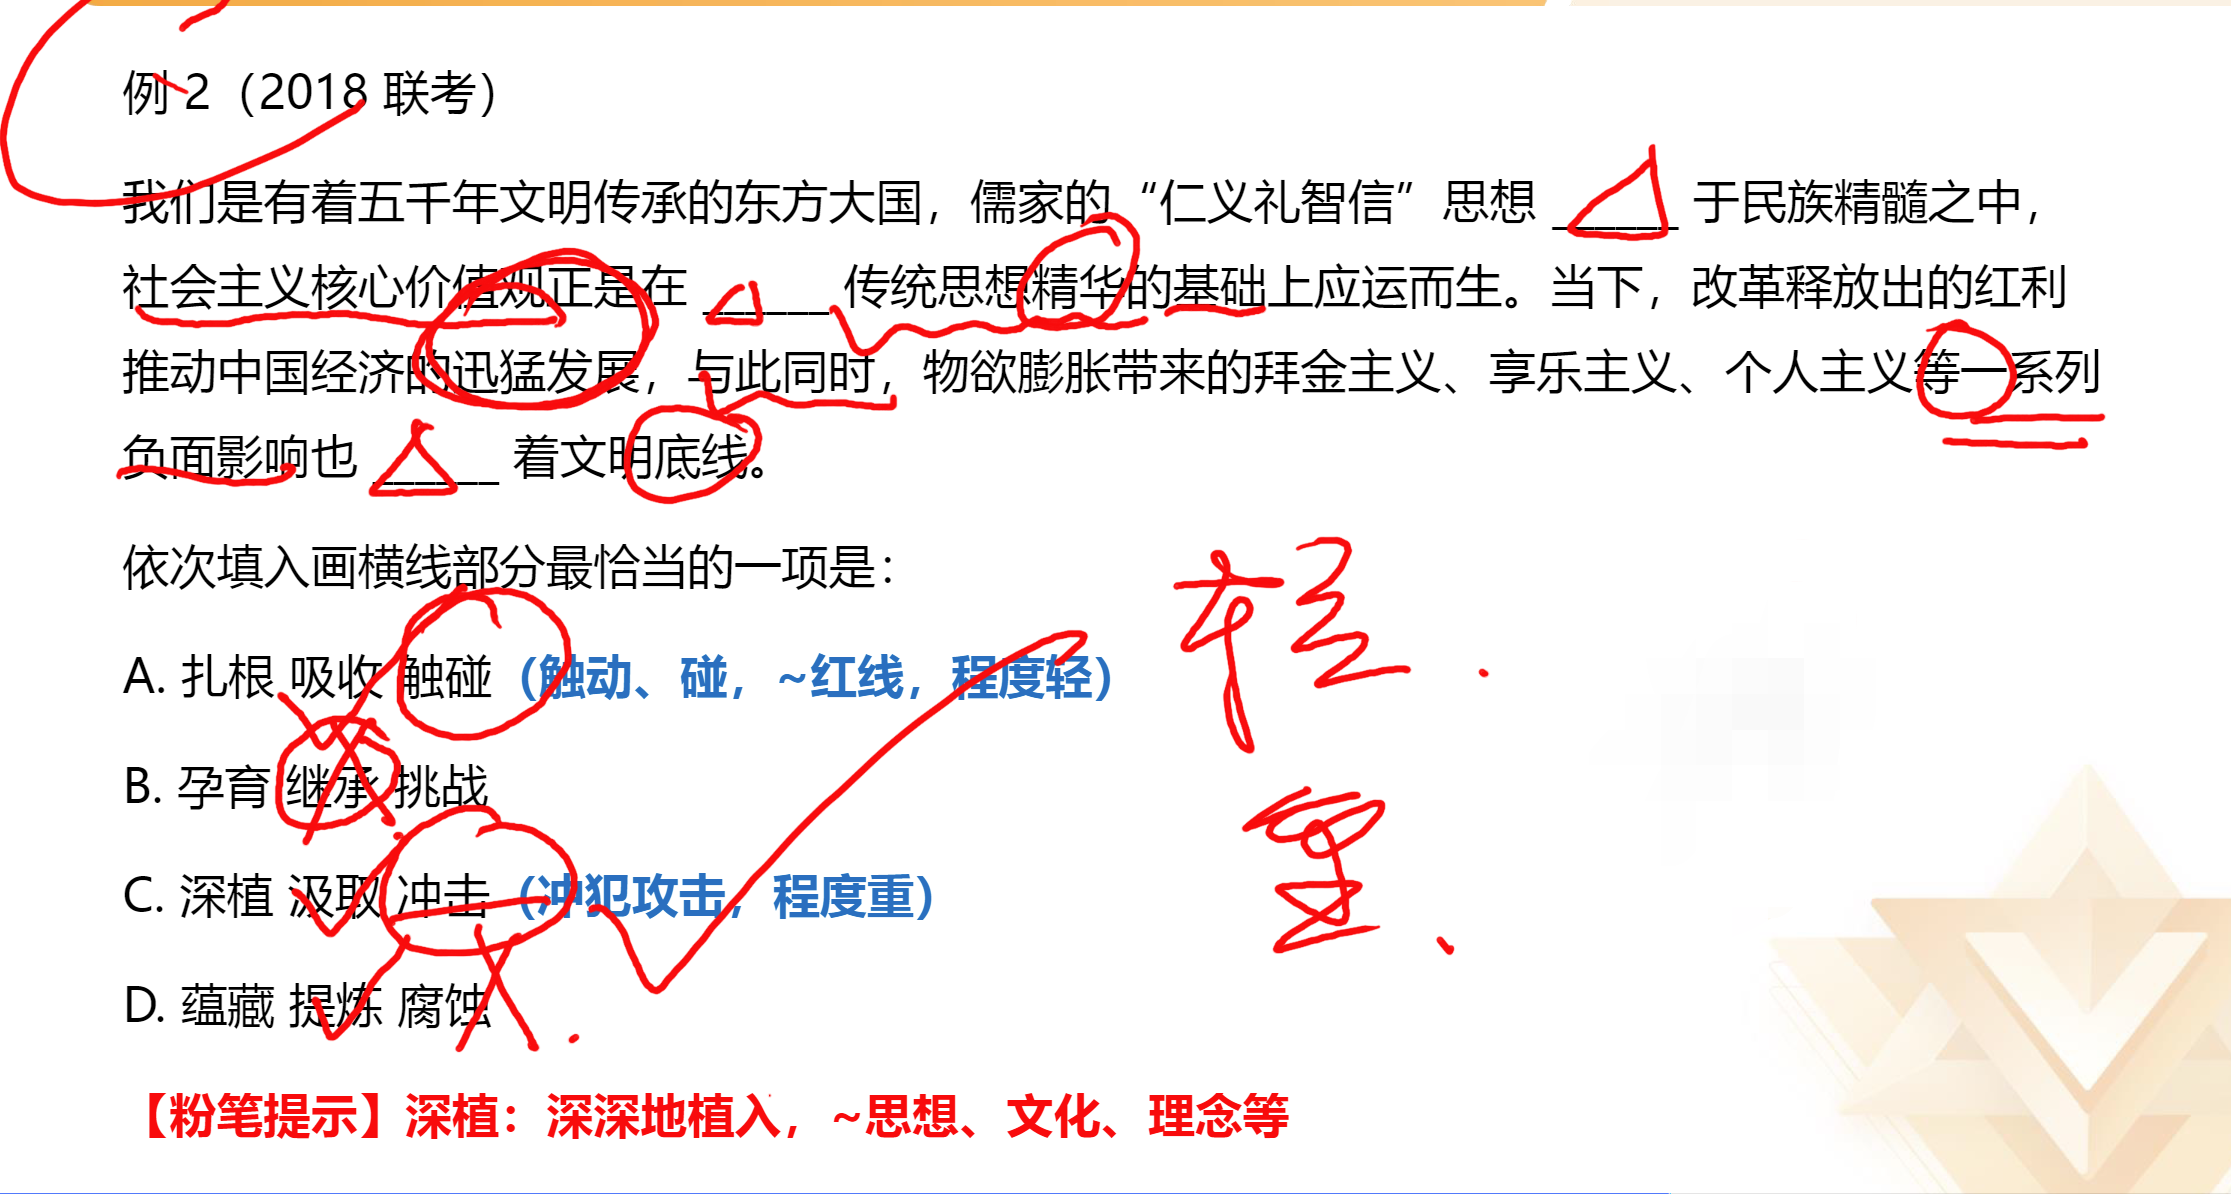 例 2（2018 联考）
我们是有着五千年文明传承的东方大国，儒家的“仁义礼智信”思想 ______ 于民族精髓之中，
社会主义核心价值观正是在 ______ 传统思想精华的基础上应运而生。当下，改革释放出的红利
推动中国经济的迅猛发展，与此同时，物欲膨胀带来的拜金主义、享乐主义、个人主义等一系列
负面影响也 ______ 着文明底线。
依次填入画横线部分最恰当的一项是：
A. 扎根 吸收 触碰（触动、碰，~红线，程度轻）
B. 孕育 继承 挑战
C. 深植 汲取 冲击（冲犯攻击，程度重）
D. 蕴藏 提炼 腐蚀
【粉笔提示】深植：深深地植入，~思想、文化、理念等
轻
重